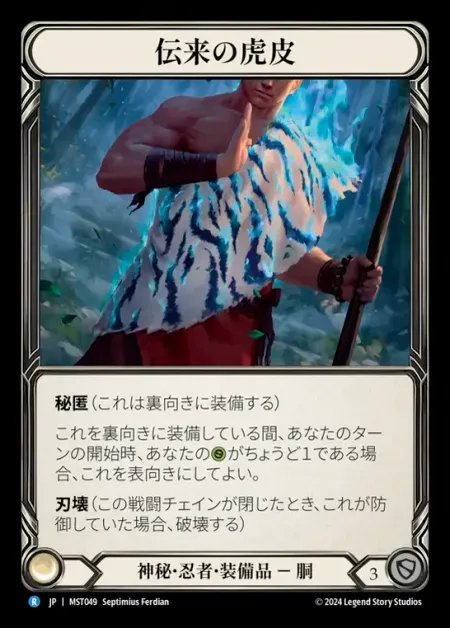 伝来の虎皮
秘匿（これは裏向きに装備する）
これを裏向きに装備している間、あなたのター
ンの開始時、あなたのがちょうど1である場
合、これを表向きにしてよい。
刃壊（この戦闘チェインが閉じたとき、これが防
御していた場合、破壊する）
神秘・忍者・装備品 － 胴
3
R JP | MST049 Septimius Ferdian
© 2024 Legend Story Studios